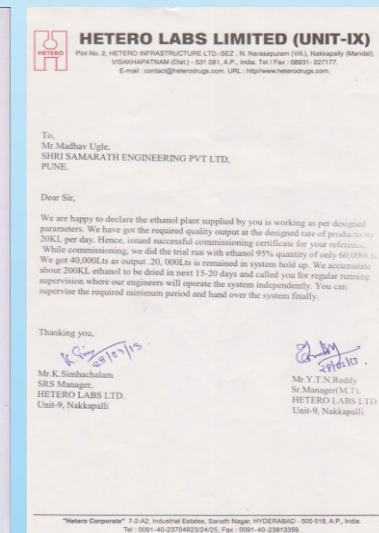 HETERO
HETERO LABS LIMITED (UNIT-IX)
Plot No. 2, HETERO INFRASTRUCTURE LTD.-SEZ , N. Narasapuram (Vill.), Nakkapally (Mandal),
VISAKHAPATNAM (Dist.) - 531 081, A.P., India. Tel / Fax : 08931- 227177.
E-mail : contact@heterodrugs.com. URL : http//www.heterodrugs.com.
To,
Mr.Madhav Ugle,
SHRI SAMARATH ENGINEERING PVT LTD,
PUNE.
Dear Sir,
We are happy to declare the ethanol plant supplied by you is working as per designed
parameters. We have got the required quality output at the designed rate of productivity
20KL per day. Hence, issued successful commissioning certificate for your reference.
While commissioning, we did the trial run with ethanol 95% quantity of only 60,000Lts
We got 40,000Lts as output .20, 000Lts is remained in system hold up. We accumulate
about 200KL ethanol to be dried in next 15-20 days and called you for regular running
supervision where our engineers will operate the system independently. You can
supervise the required minimum period and hand over the system finally.
Thanking you,
28/03/13
Mr.K.Simhachalam
SRS Manager,
HETERO LABS LTD.
Unit-9, Nakkapalli
Mr.Y.T.N.Reddy
Sr.Manager(M.T).
HETERO LABS LTD
Unit-9, Nakkapalli.
"Hetero Corporate" 7-2-A2, Industrial Estates, Sanath Nagar, HYDERABAD - 500 018, A.P., India.
Tel : 0091-40-23704923/24/25. Fax : 0091-40-23813359.